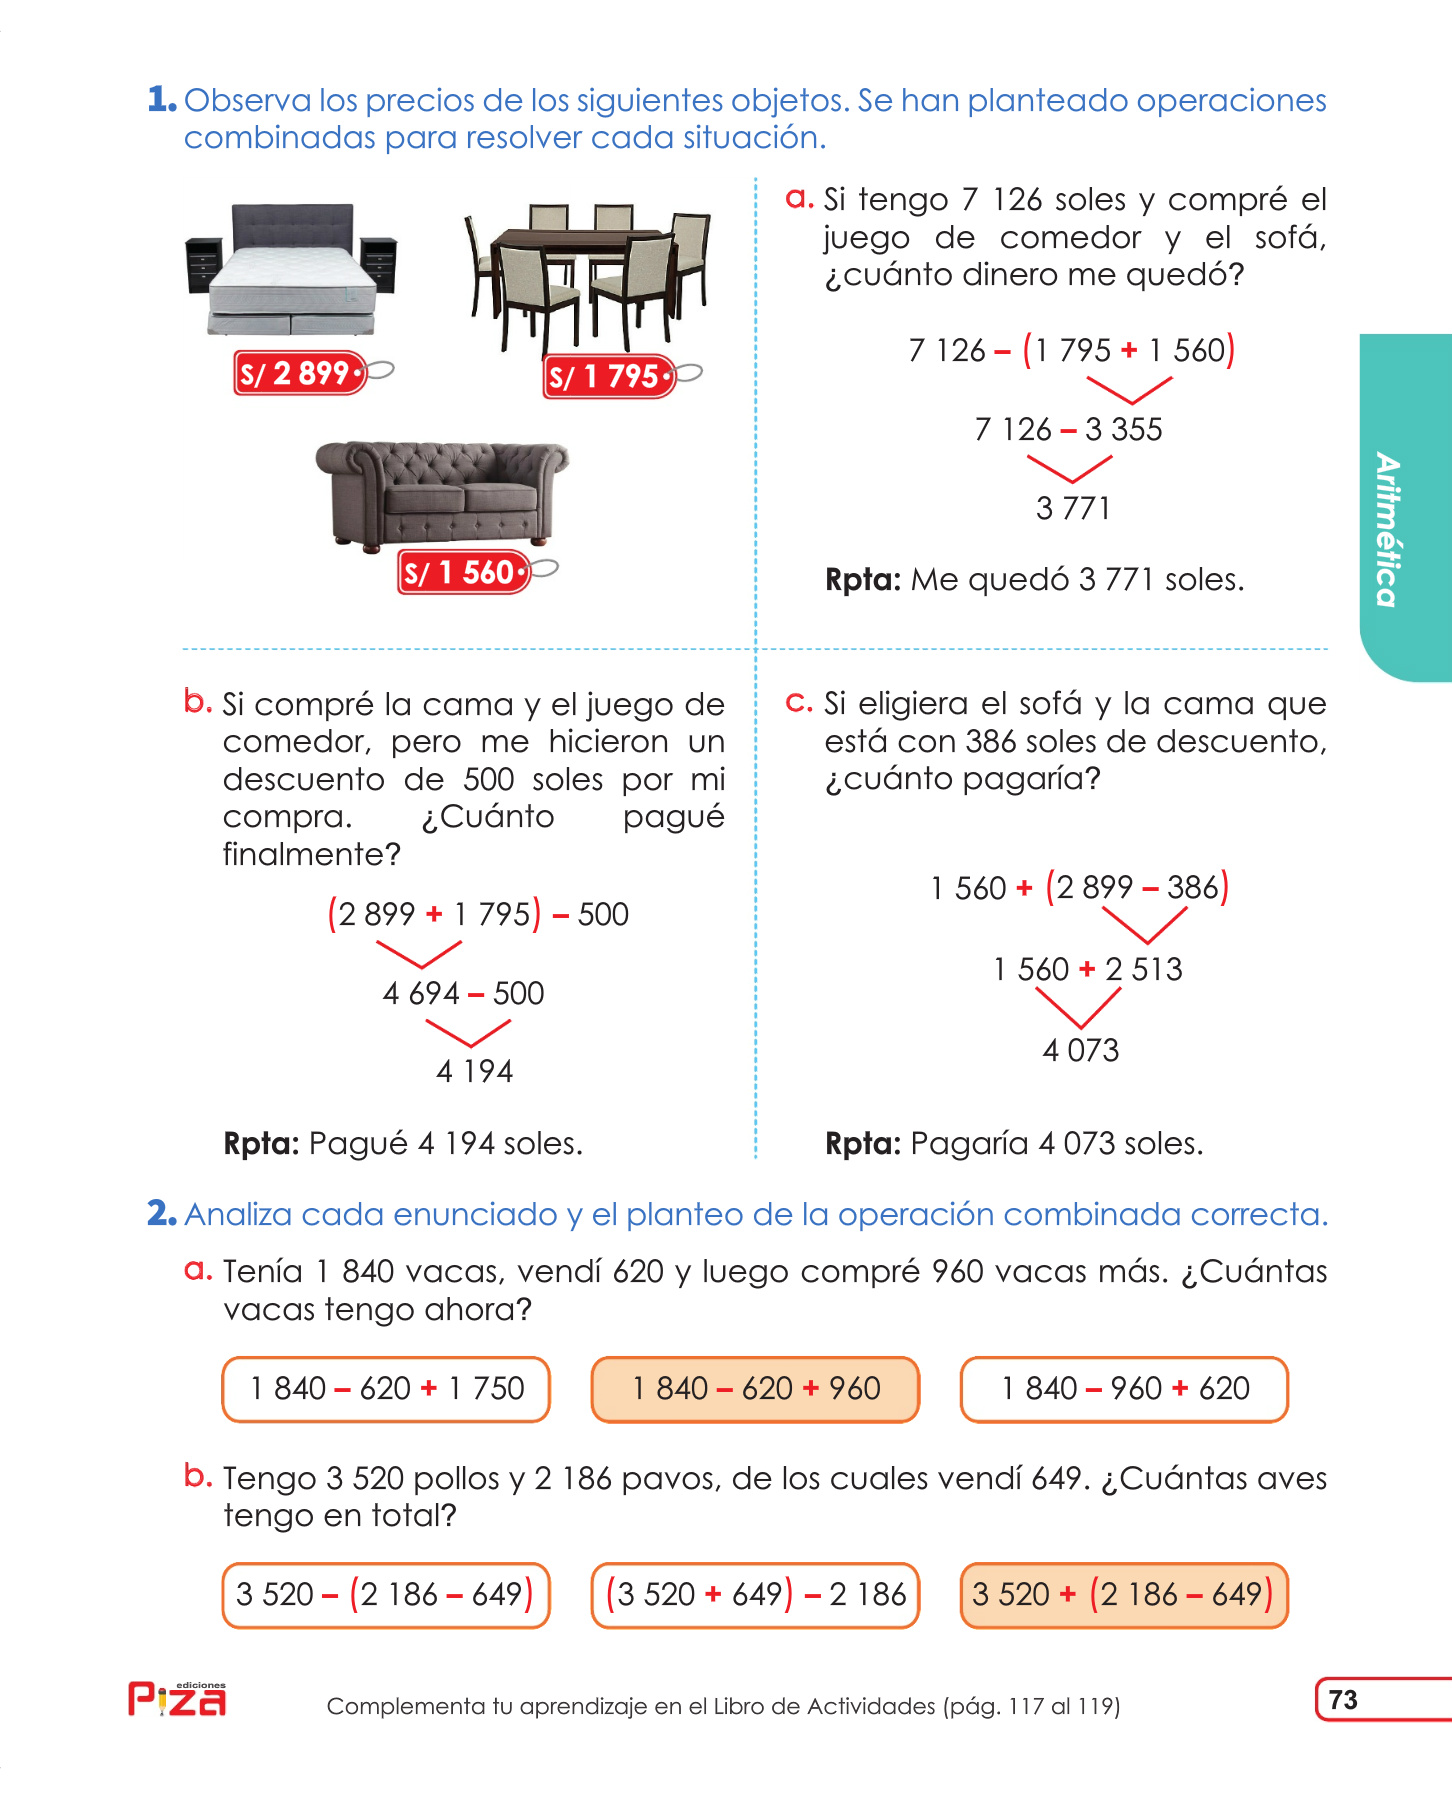 1. Observa los precios de los siguientes objetos. Se han planteado operaciones
combinadas para resolver cada situación.
S/ 2 899
S/ 1 795
S/ 1 560
a. Si tengo 7 126 soles y compré el
juego de comedor y el sofá,
¿cuánto dinero me quedó?
7 126 – (1 795 + 1 560)
7 126 – 3 355
3 771
Rpta: Me quedó 3 771 soles.
Aritmética
b. Si compré la cama y el juego de
comedor, pero me hicieron un
descuento de 500 soles por mi
compra. ¿Cuánto pagué
finalmente?
(2 899 + 1 795) – 500
4 694 – 500
4 194
Rpta: Pagué 4 194 soles.
c. Si eligiera el sofá y la cama que
está con 386 soles de descuento,
¿cuánto pagaría?
1 560 + (2 899 – 386)
1 560 + 2 513
4 073
Rpta: Pagaría 4 073 soles.
2. Analiza cada enunciado y el planteo de la operación combinada correcta.
a. Tenía 1 840 vacas, vendí 620 y luego compré 960 vacas más. ¿Cuántas
vacas tengo ahora?
1 840 – 620 + 1 750
1 840 – 620 + 960
1 840 – 960 + 620
b. Tengo 3 520 pollos y 2 186 pavos, de los cuales vendí 649. ¿Cuántas aves
tengo en total?
3 520 – (2 186 – 649)
(3 520 + 649) – 2 186
3 520 + (2 186 – 649)
ediciones
Piza
Complementa tu aprendizaje en el Libro de Actividades (pág. 117 al 119)
73